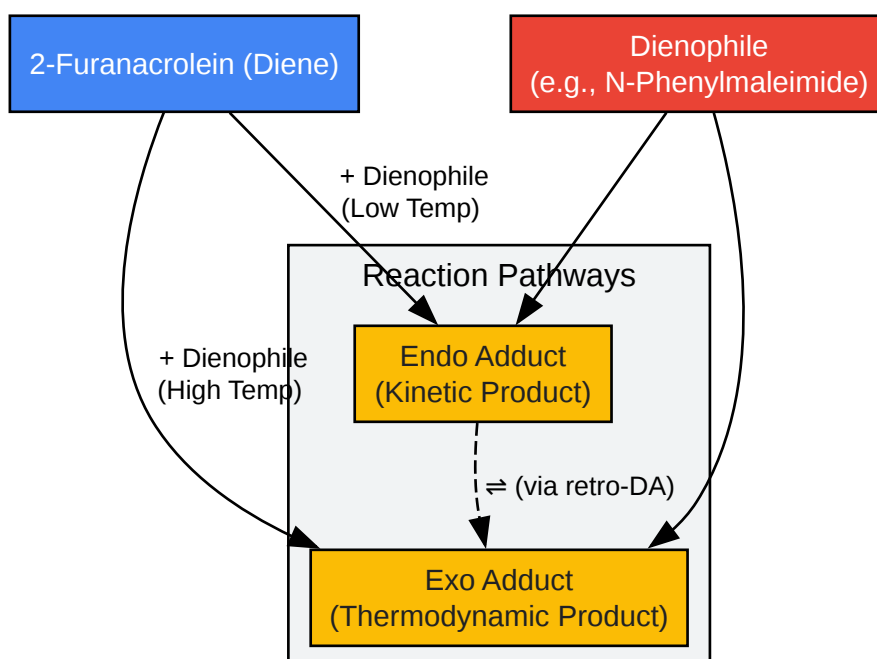 2-Furanacrolein (Diene)
Dienophile
(e.g., N-Phenylmaleimide)
+ Dienophile
(Low Temp)
Reaction Pathways
+ Dienophile
(High Temp)
Endo Adduct
(Kinetic Product)
⇌ (via retro-DA)
Exo Adduct
(Thermodynamic Product)